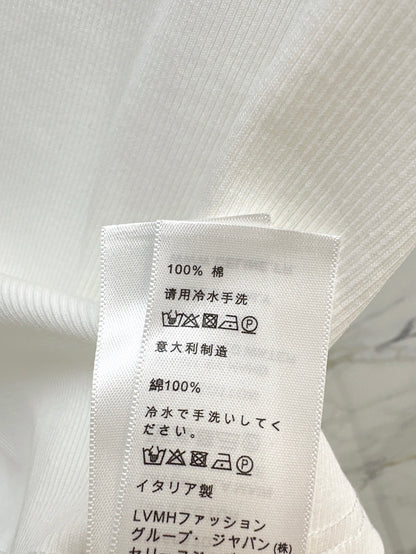 100% 棉
请用冷水手洗
意大利制造
綿100%
冷水で手洗いしてく
ださい。
イタリア製
LVMHファッション
グループ・ジャパン(株)